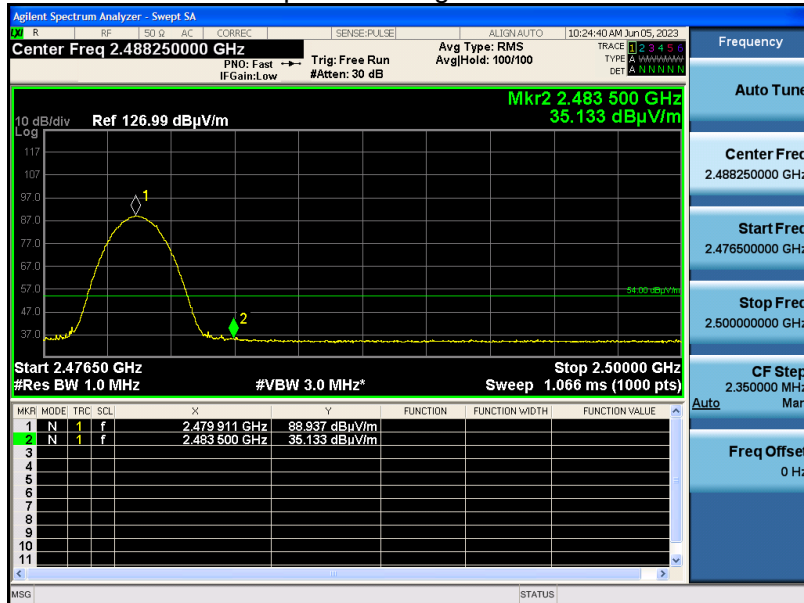 Agilent Spectrum Analyzer - Swept SA
LXI R RF 50 Ω AC CORREC SENSE:PULSE ALIGN AUTO 10:24:40 AM Jun 05, 2023
Center Freq 2.488250000 GHz
PNO: Fast
IFGain:Low
Trig: Free Run
#Atten: 30 dB
Avg Type: RMS
Avg|Hold: 100/100
TRACE 1 2 3 4 5 6
TYPE A WWWWW
DET A N N N N N
Mkr2 2.483 500 GHz
35.133 dBµV/m
10 dB/div Ref 126.99 dBµV/m
Log
117
107
97.0
87.0
77.0
67.0
57.0
47.0
37.0
1
2
54.00 dBµV/m
Start 2.47650 GHz Stop 2.50000 GHz
#Res BW 1.0 MHz #VBW 3.0 MHz* Sweep 1.066 ms (1000 pts)
MKR MODE TRC SCL X Y FUNCTION FUNCTION WIDTH FUNCTION VALUE
1 N 1 f 2.479 911 GHz 88.937 dBµV/m
2 N 1 f 2.483 500 GHz 35.133 dBµV/m
3
4
5
6
7
8
9
10
11
MSG STATUS
Frequency
Auto Tune
Center Freq
2.488250000 GHz
Start Freq
2.476500000 GHz
Stop Freq
2.500000000 GHz
CF Step
2.350000 MHz
Auto Man
Freq Offset
0 Hz